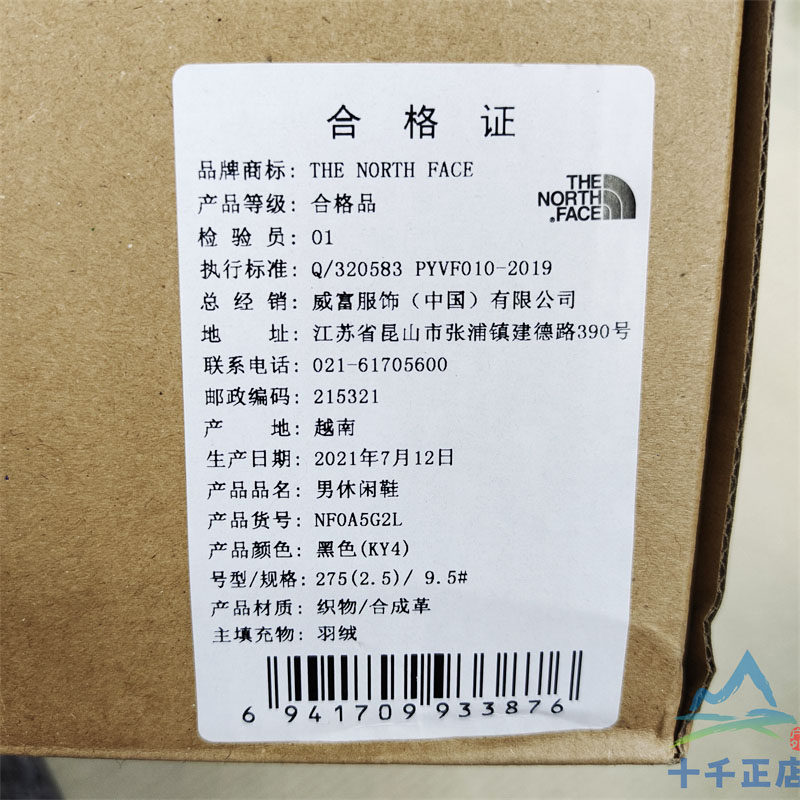 合格证
品牌商标: THE NORTH FACE
THE
NORTH
FACE
产品等级: 合格品
检验员: 01
执行标准: Q/320583 PYVF010-2019
总经销: 威富服饰（中国）有限公司
地 址: 江苏省昆山市张浦镇建德路390号
联系电话: 021-61705600
邮政编码: 215321
产 地: 越南
生产日期: 2021年7月12日
产品品名: 男休闲鞋
产品货号: NF0A5G2L
产品颜色: 黑色(KY4)
号型/规格: 275(2.5)/ 9.5#
产品材质: 织物/合成革
主填充物: 羽绒
6 941709 933876
十千正店